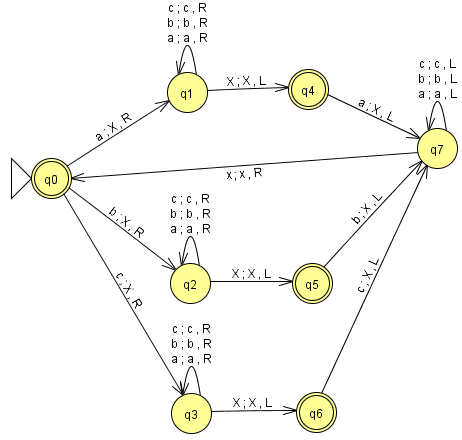 c ; c , R
b ; b , R
a ; a , R
q1
X ; X , L
q4
c ; c , L
b ; b , L
a ; a , L
q7
a ; X , R
a ; X , L
q0
x ; x , R
b ; X , R
c ; c , R
b ; b , R
a ; a , R
q2
X ; X , L
q5
b ; X , L
c ; X , R
c ; X , L
c ; c , R
b ; b , R
a ; a , R
q3
X ; X , L
q6